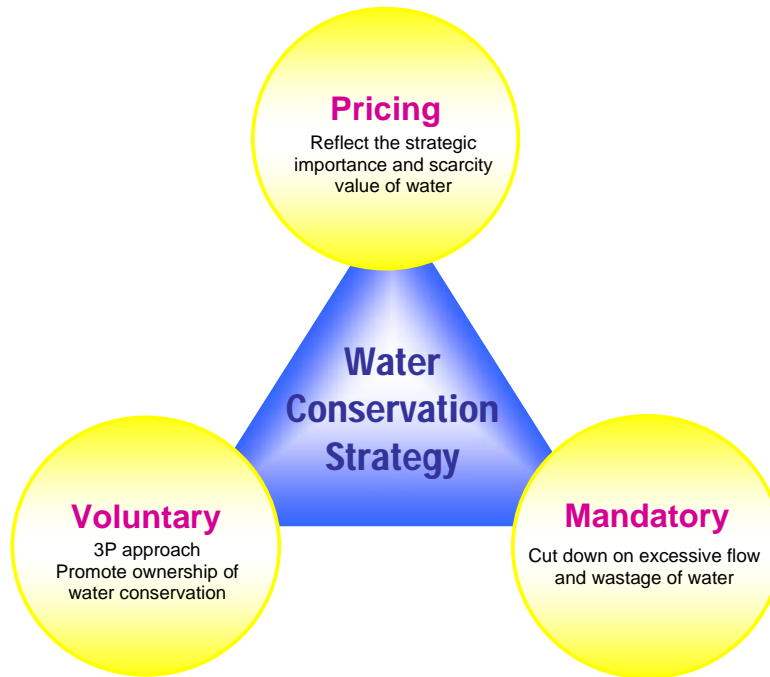 Pricing
Reflect the strategic
importance and scarcity
value of water
Water
Conservation
Strategy
Voluntary
3P approach
Promote ownership of
water conservation
Mandatory
Cut down on excessive flow
and wastage of water